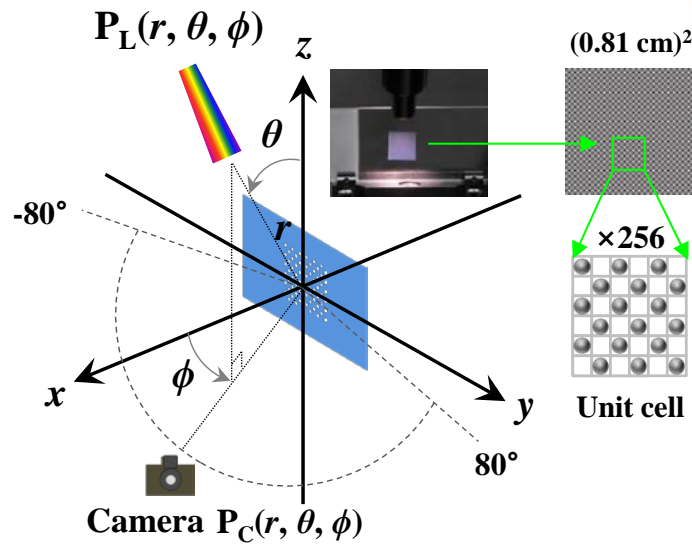 P_L(r, θ, ϕ)
z
(0.81 cm)²
θ
-80°
r
×256
x
ϕ
y
Unit cell
80°
Camera P_C(r, θ, ϕ)